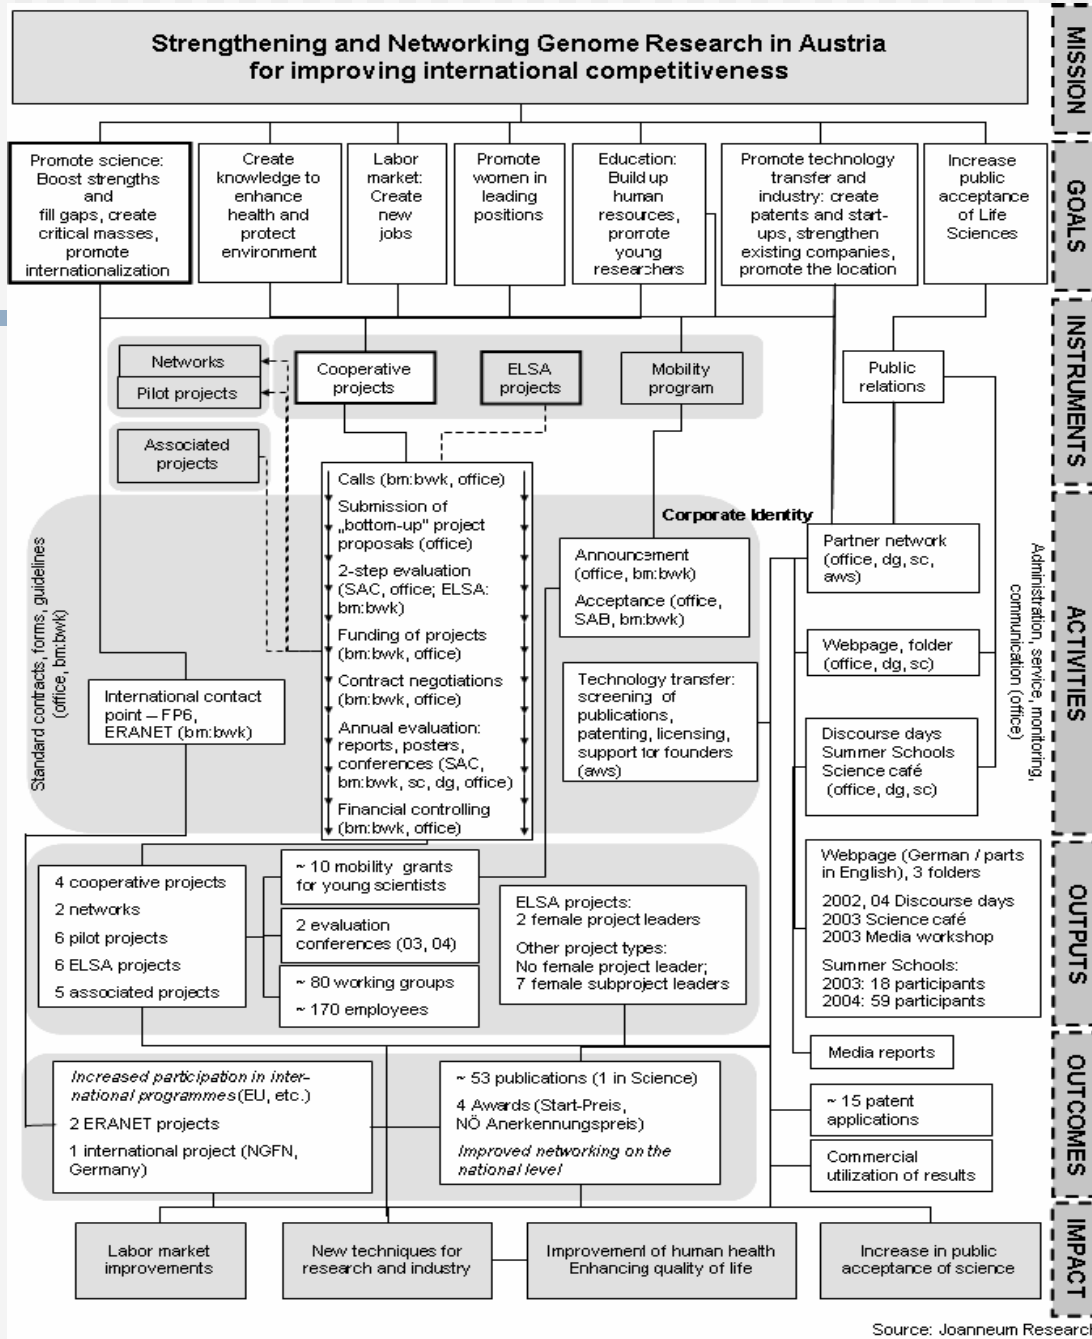 Strengthening and Networking Genome Research in Austria
for improving international competitiveness
MISSION
Promote science:
Boost strengths
and
fill gaps, create
critical masses,
promote
internationalization
Create
knowledge to
enhance
health and
protect
environment
Labor
market:
Create
new
jobs
Promote
women in
leading
positions
Education:
Build up
human
resources,
promote
young
researchers
Promote technology
transfer and
industry: create
patents and start-
ups, strengthen
existing companies,
promote the location
Increase
public
acceptance
of Life
Sciences
GOALS
Networks
Pilot projects
Associated
projects
Cooperative
projects
ELSA
projects
Mobility
program
Public
relations
INSTRUMENTS
Standard contracts, forms, guidelines
(office, bm:bwk)
International contact
point – FP6,
ERANET (bm:bwk)
Calls (bm:bwk, office)
Submission of
„bottom-up" project
proposals (office)
2-step evaluation
(SAC, office; ELSA:
bm:bwk)
Funding of projects
(bm:bwk, office)
Contract negotiations
(bm:bwk, office)
Annual evaluation:
reports, posters,
conferences (SAC,
bm:bwk, sc, dg, office)
Financial controlling
(bm:bwk, office)
Corporate Identity
Announcement
(office, bm:bwk)
Acceptance (office,
SAB, bm:bwk)
Technology transfer:
screening of
publications,
patenting, licensing,
support for founders
(aws)
Partner network
(office, dg, sc,
aws)
Webpage, folder
(office, dg, sc)
Discourse days
Summer Schools
Science café
(office, dg, sc)
Administration, service, monitoring,
communication (office)
ACTIVITIES
4 cooperative projects
2 networks
6 pilot projects
6 ELSA projects
5 associated projects
~ 10 mobility grants
for young scientists
2 evaluation
conferences (03, 04)
~ 80 working groups
~ 170 employees
ELSA projects:
2 female project leaders
Other project types:
No female project leader;
7 female subproject leaders
Webpage (German / parts
in English), 3 folders
2002, 04 Discourse days
2003 Science café
2003 Media workshop
Summer Schools:
2003: 18 participants
2004: 59 participants
OUTPUTS
Increased participation in inter-
national programmes (EU, etc.)
2 ERANET projects
1 international project (NGFN,
Germany)
~ 53 publications (1 in Science)
4 Awards (Start-Preis,
NÖ Anerkennungspreis)
Improved networking on the
national level
Media reports
~ 15 patent
applications
Commercial
utilization of results
OUTCOMES
Labor market
improvements
New techniques for
research and industry
Improvement of human health
Enhancing quality of life
Increase in public
acceptance of science
IMPACT
Source: Joanneum Research